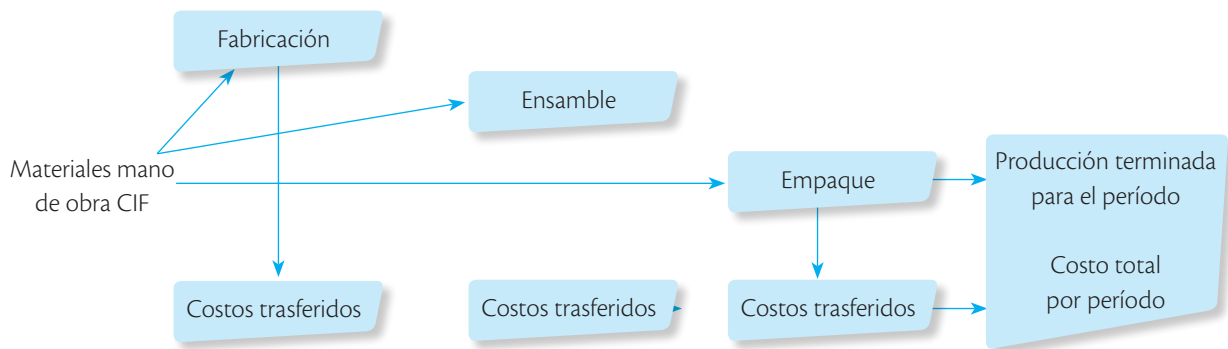 Fabricación
Ensamble
Materiales mano
de obra CIF
Empaque
Producción terminada
para el período
Costo total
por período
Costos trasferidos
Costos trasferidos
Costos trasferidos